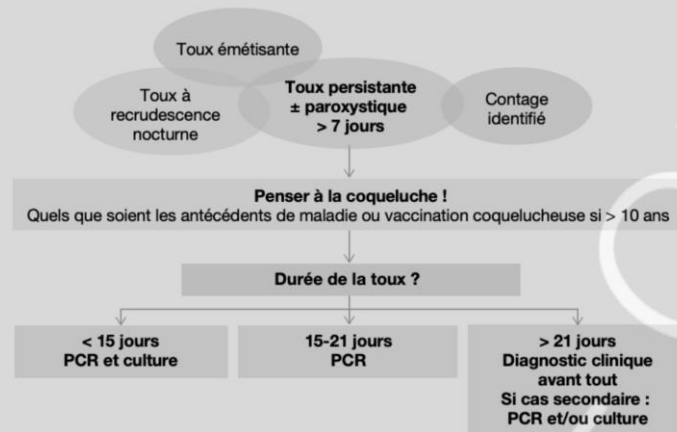 Toux émétisante
Toux à
recrudescence
nocturne
Toux persistante
± paroxystique
> 7 jours
Contage
identifié
Penser à la coqueluche !
Quels que soient les antécédents de maladie ou vaccination coquelucheuse si > 10 ans
Durée de la toux ?
< 15 jours
PCR et culture
15-21 jours
PCR
> 21 jours
Diagnostic clinique
avant tout
Si cas secondaire :
PCR et/ou culture